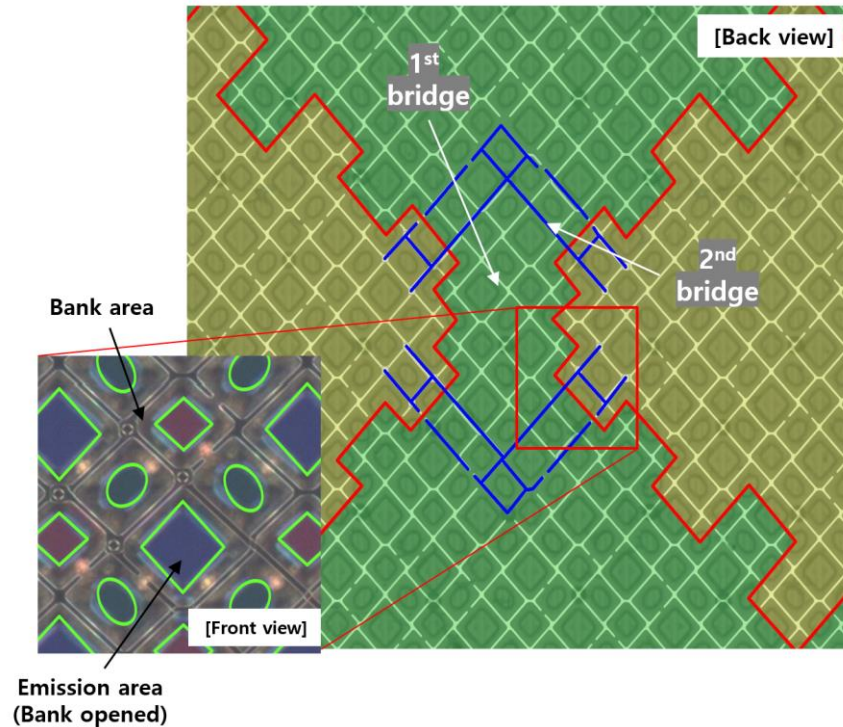 [Back view]
1st
bridge
2nd
bridge
Bank area
[Front view]
Emission area
(Bank opened)